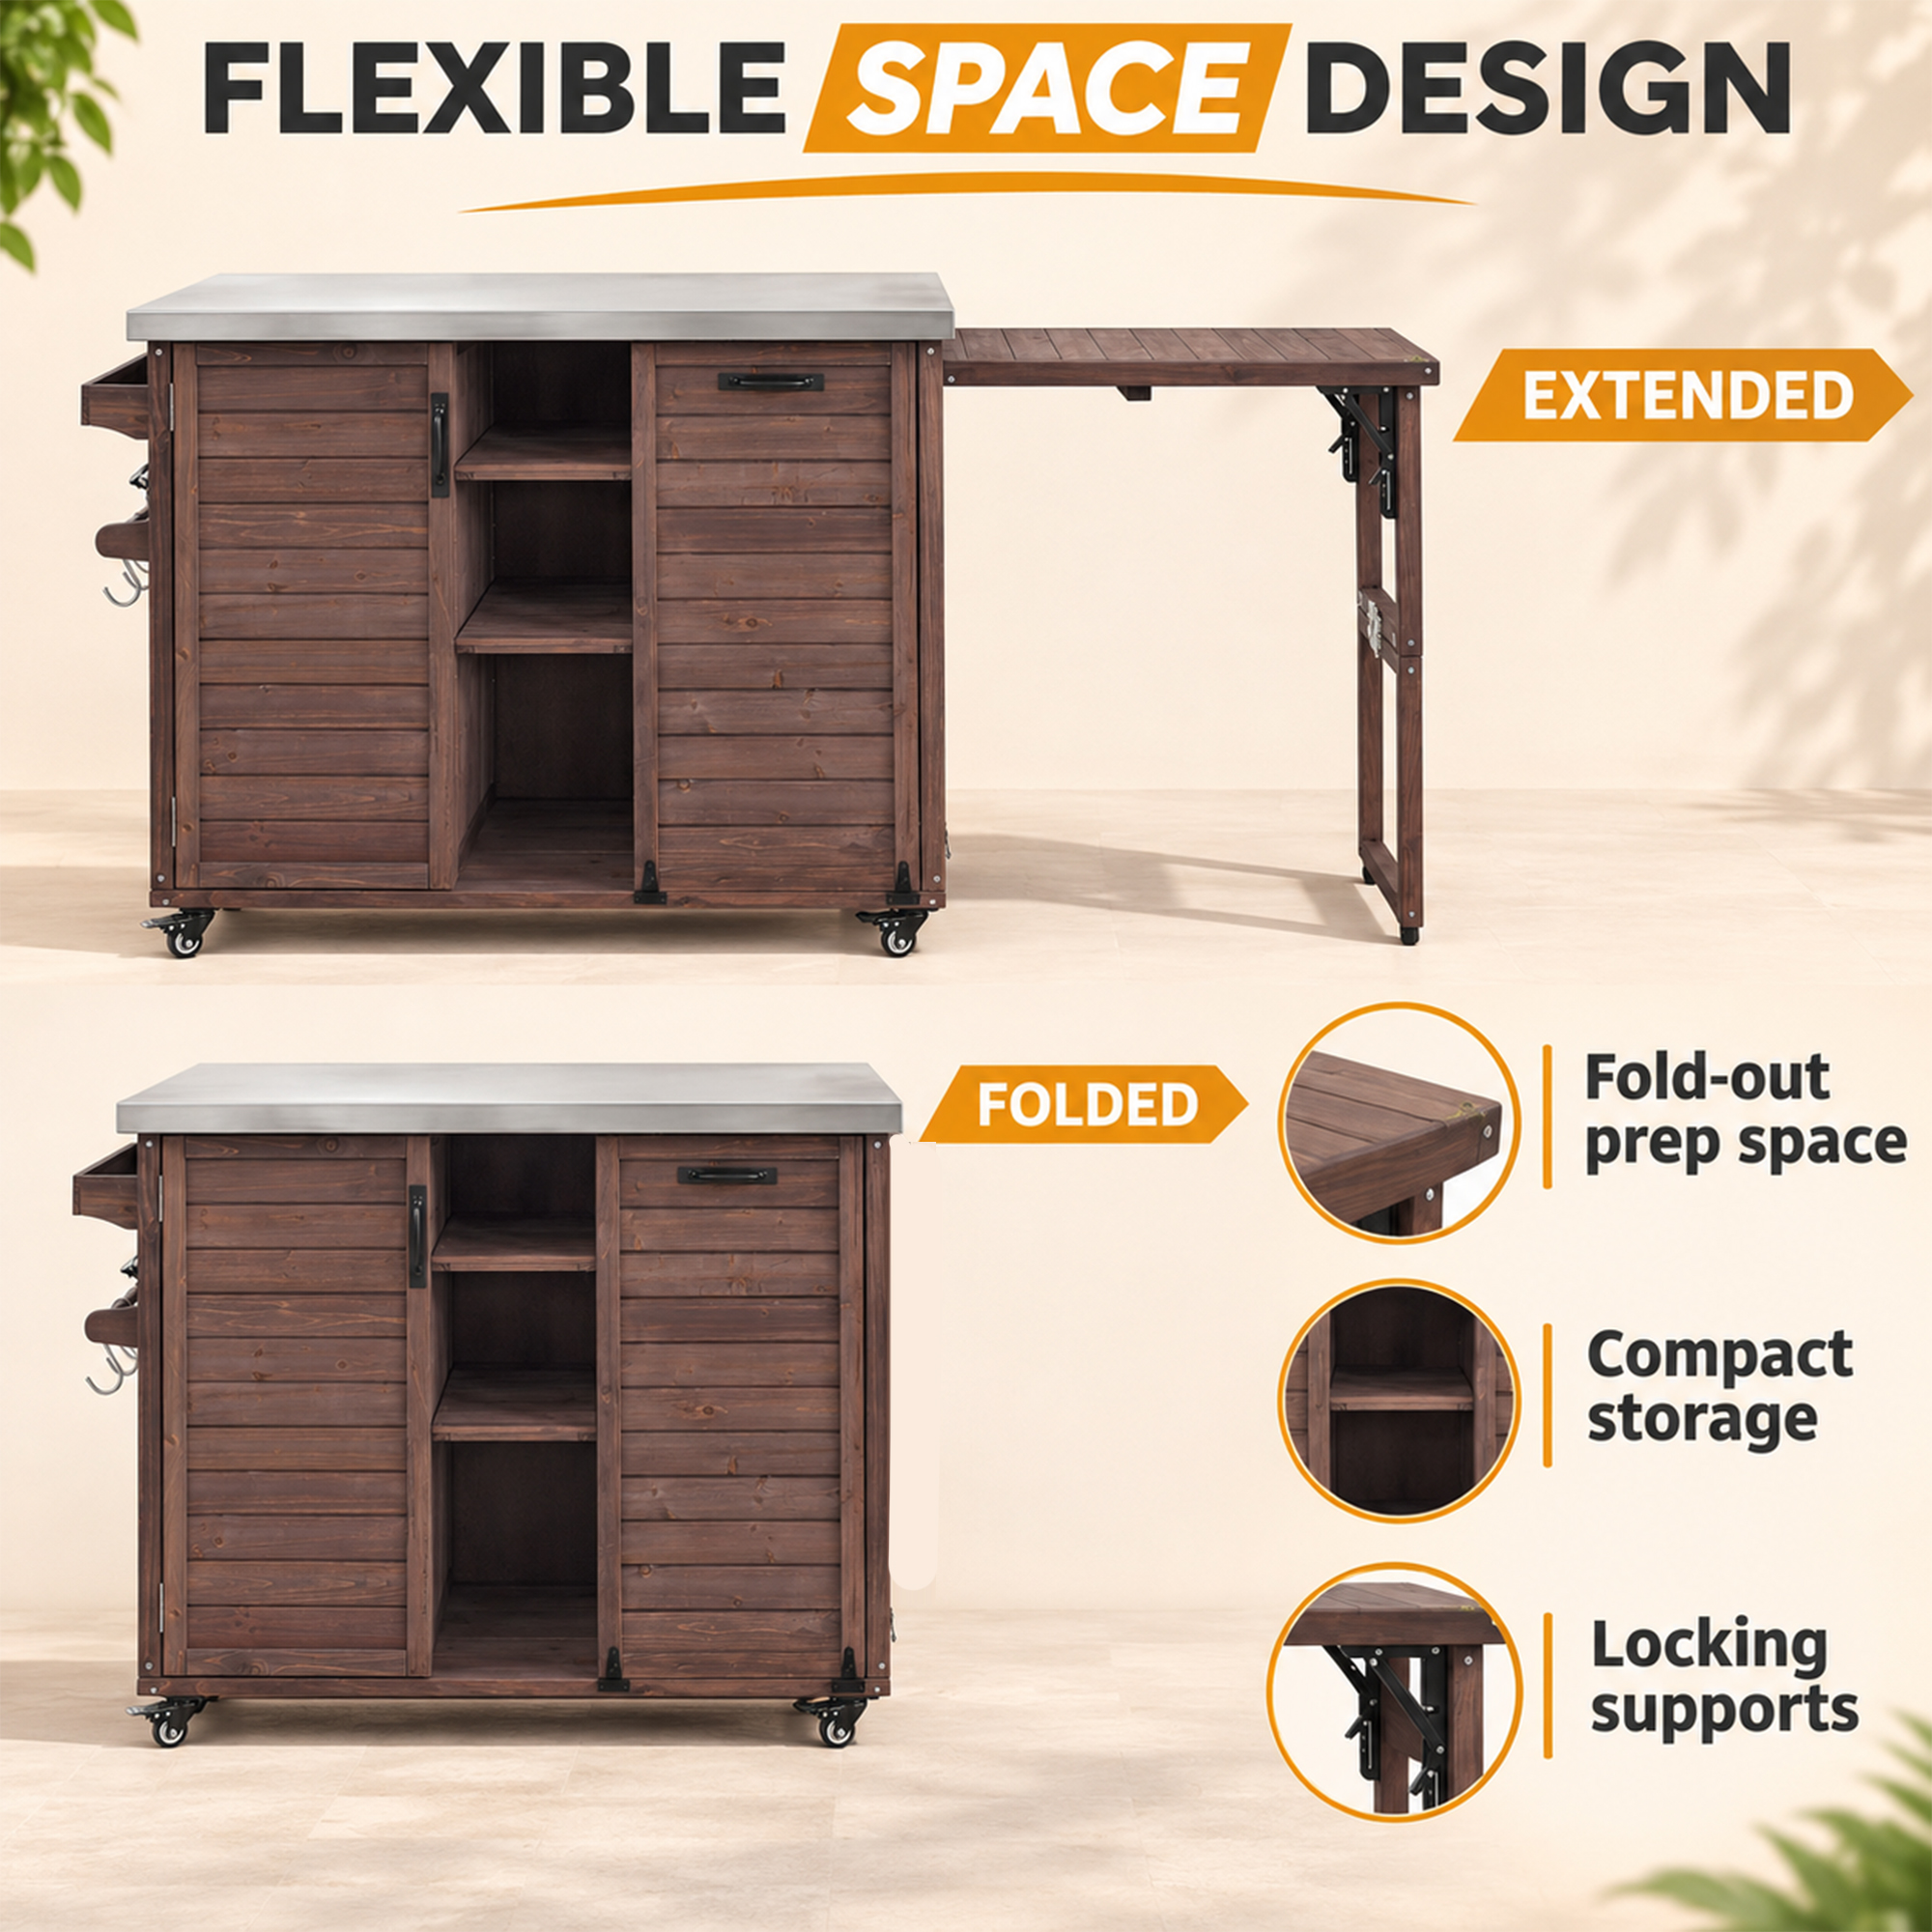 FLEXIBLE SPACE DESIGN
EXTENDED
FOLDED
Fold-out
prep space
Compact
storage
Locking
supports